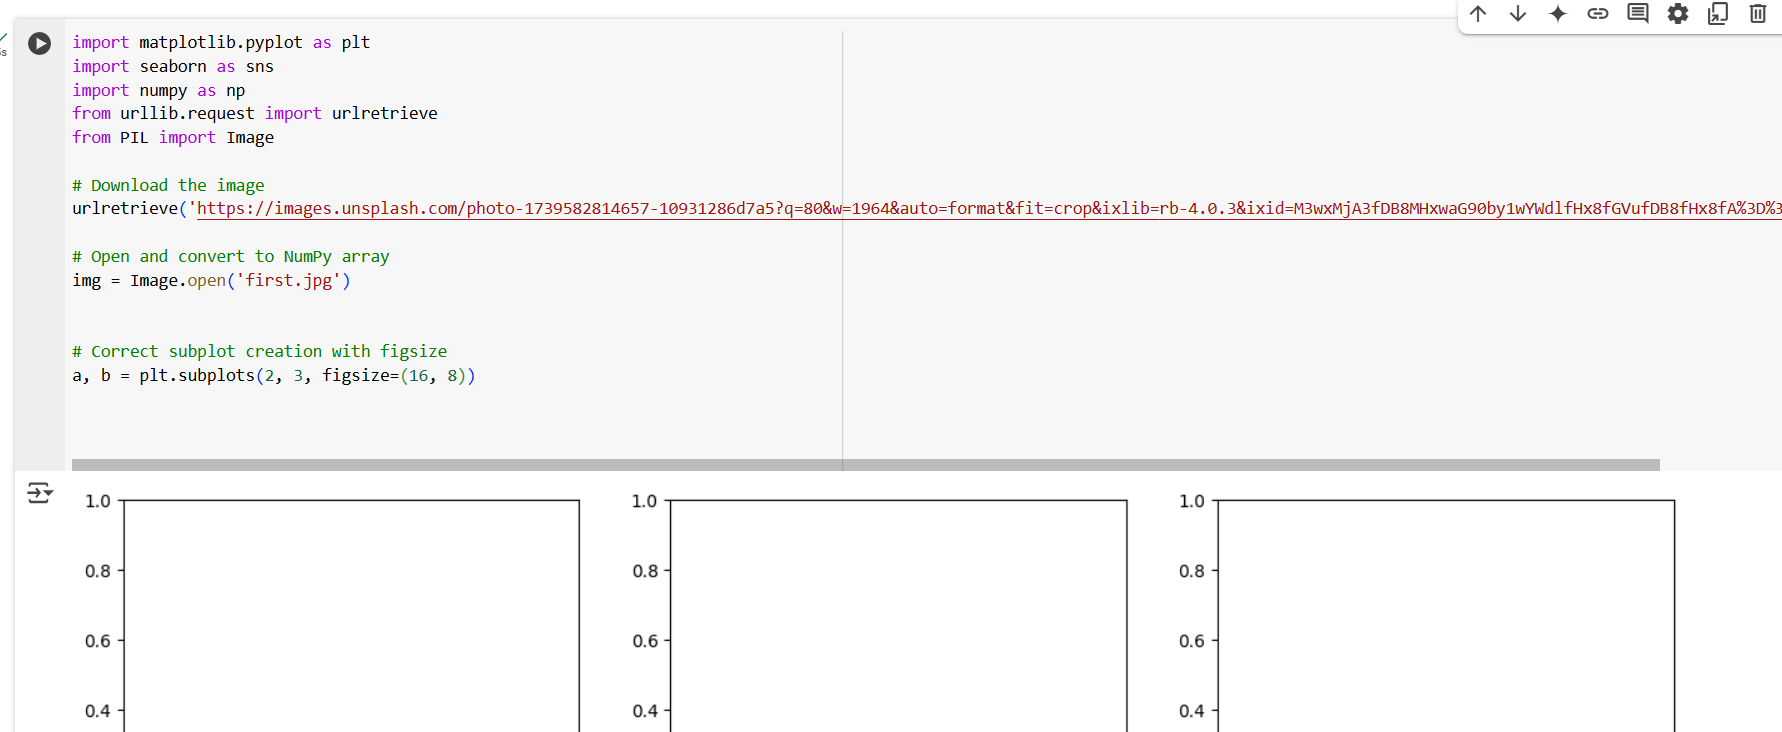 import matplotlib.pyplot as plt
import seaborn as sns
import numpy as np
from urllib.request import urlretrieve
from PIL import Image
# Download the image
urlretrieve('https://images.unsplash.com/photo-1739582814657-10931286d7a5?q=80&w=1964&auto=format&fit=crop&ixlib=rb-4.0.3&ixid=M3wxMjA3fDB8MHxwaG90by1wYWdlfHx8fGVufDB8fHx8fA%3D%3
# Open and convert to NumPy array
img = Image.open('first.jpg')
# Correct subplot creation with figsize
a, b = plt.subplots(2, 3, figsize=(16, 8))
1.0 1.0 1.0
0.8 0.8 0.8
0.6 0.6 0.6
0.4 0.4 0.4